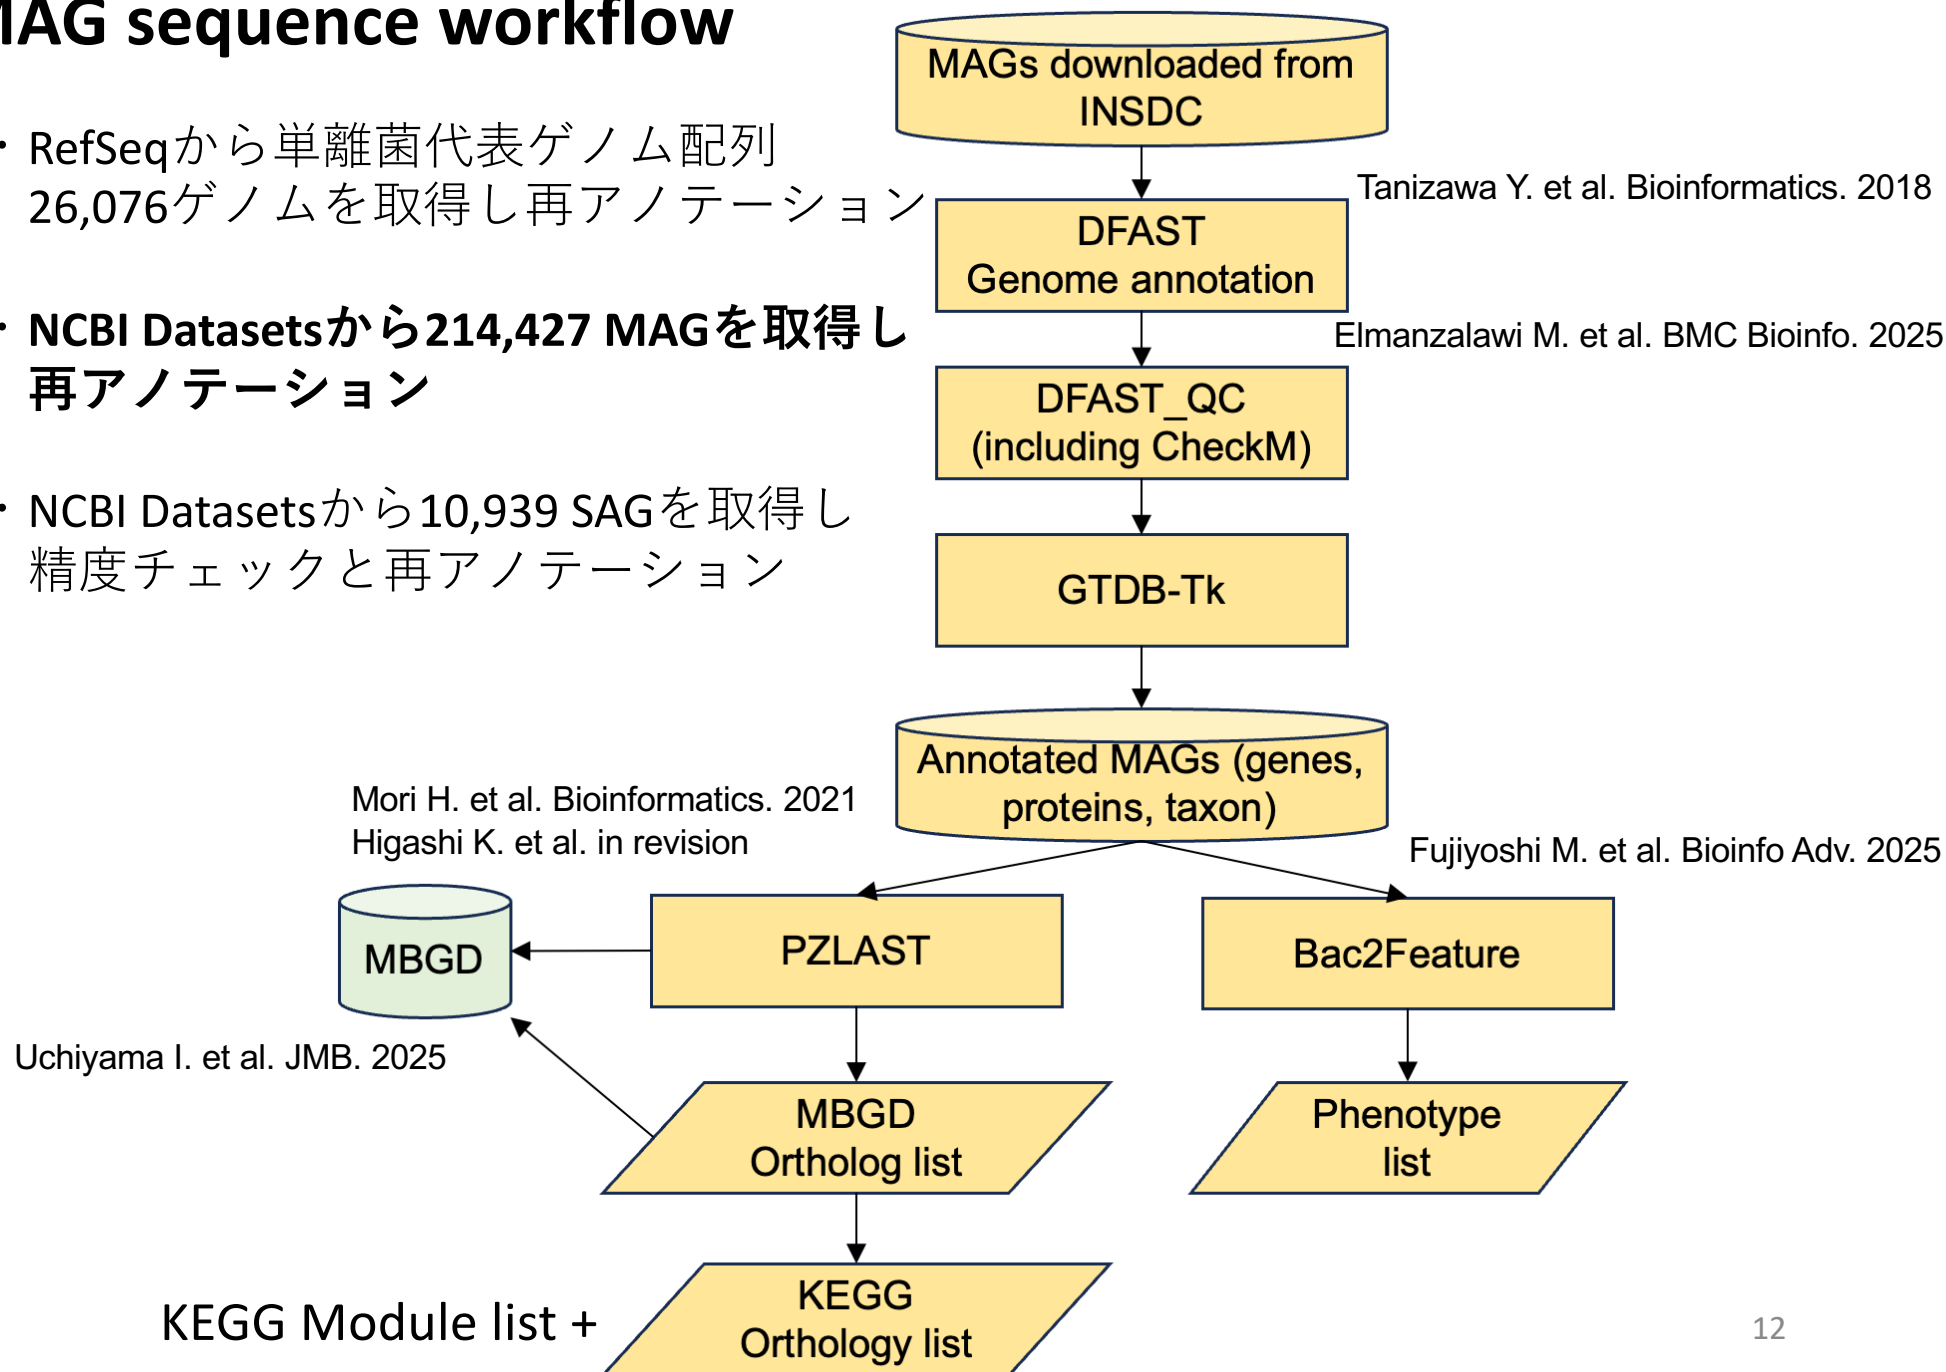 MAG sequence workflow
・RefSeqから単離菌代表ゲノム配列
26,076ゲノムを取得し再アノテーション
・NCBI Datasetsから214,427 MAGを取得し
再アノテーション
・NCBI Datasetsから10,939 SAGを取得し
精度チェックと再アノテーション
MAGs downloaded from
INSDC
Tanizawa Y. et al. Bioinformatics. 2018
DFAST
Genome annotation
Elmanzalawi M. et al. BMC Bioinfo. 2025
DFAST_QC
(including CheckM)
GTDB-Tk
Annotated MAGs (genes,
proteins, taxon)
Mori H. et al. Bioinformatics. 2021
Higashi K. et al. in revision
Fujiyoshi M. et al. Bioinfo Adv. 2025
MBGD
PZLAST
Bac2Feature
Uchiyama I. et al. JMB. 2025
MBGD
Ortholog list
Phenotype
list
KEGG Module list +
KEGG
Orthology list
12